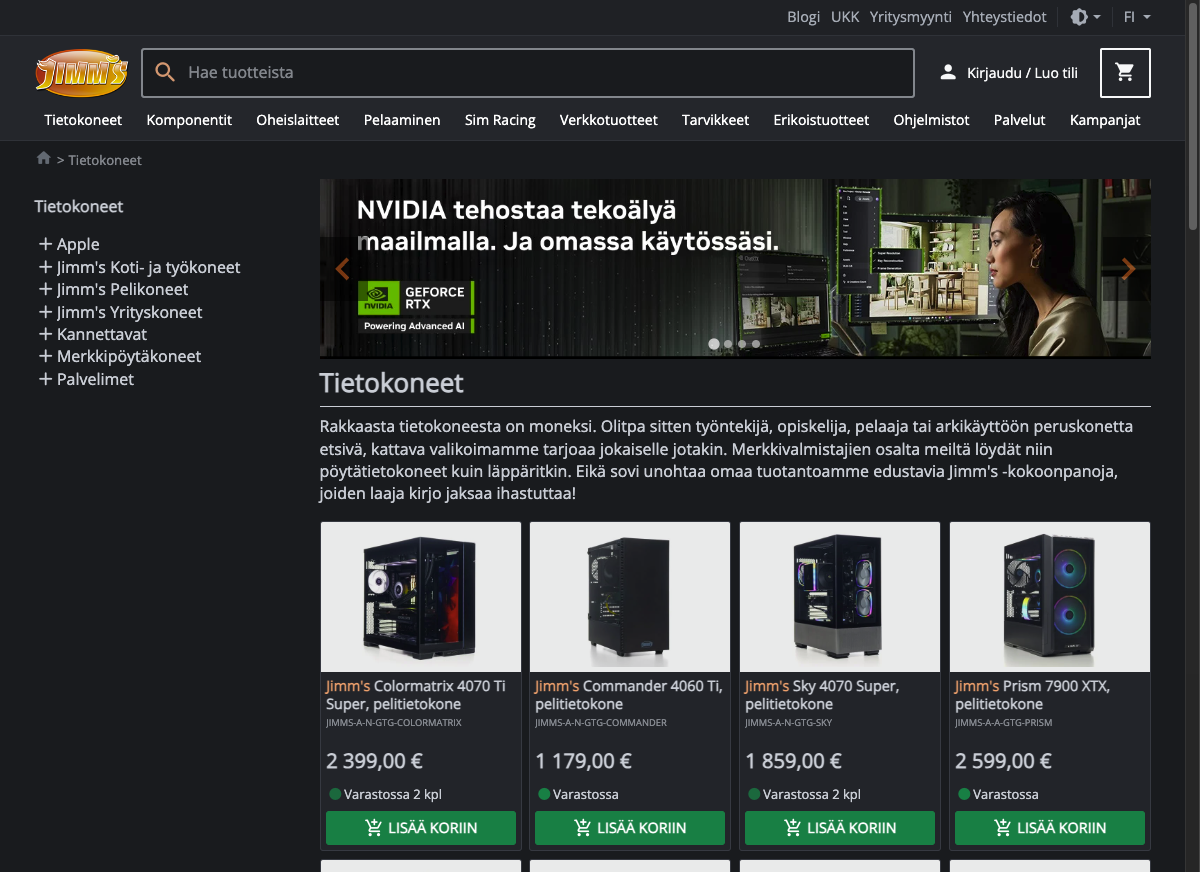 Blogi UKK Yritysmyynti Yhteystiedot FI
JIMM'S
Hae tuotteista
Kirjaudu / Luo tili
Tietokoneet Komponentit Oheislaitteet Pelaaminen Sim Racing Verkkotuotteet Tarvikkeet Erikoistuotteet Ohjelmistot Palvelut Kampanjat
> Tietokoneet
Tietokoneet
Apple
Jimm's Koti- ja työkoneet
Jimm's Pelikoneet
Jimm's Yrityskoneet
Kannettavat
Merkkipöytäkoneet
Palvelimet
NVIDIA tehostaa tekoälyä
maailmalla. Ja omassa käytössäsi.
NVIDIA
GEFORCE
RTX
Powering Advanced AI
Tietokoneet
Rakkaasta tietokoneesta on moneksi. Olitpa sitten työntekijä, opiskelija, pelaaja tai arkikäyttöön peruskonetta
etsivä, kattava valikoimamme tarjoaa jokaiselle jotakin. Merkkivalmistajien osalta meiltä löydät niin
pöytätietokoneet kuin läppäritkin. Eikä sovi unohtaa omaa tuotantoamme edustavia Jimm's -kokoonpanoja,
joiden laaja kirjo jaksaa ihastuttaa!
Jimm's Colormatrix 4070 Ti
Super, pelitietokone
JIMMS-A-N-GTG-COLORMATRIX
2 399,00 €
Varastossa 2 kpl
LISÄÄ KORIIN
Jimm's Commander 4060 Ti,
pelitietokone
JIMMS-A-N-GTG-COMMANDER
1 179,00 €
Varastossa
LISÄÄ KORIIN
Jimm's Sky 4070 Super,
pelitietokone
JIMMS-A-N-GTG-SKY
1 859,00 €
Varastossa 2 kpl
LISÄÄ KORIIN
Jimm's Prism 7900 XTX,
pelitietokone
JIMMS-A-A-GTG-PRISM
2 599,00 €
Varastossa
LISÄÄ KORIIN